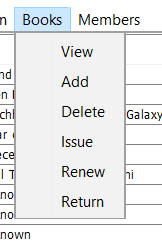 Books Members
View
Add
Delete
Issue
Renew
Return
Galaxy
nown